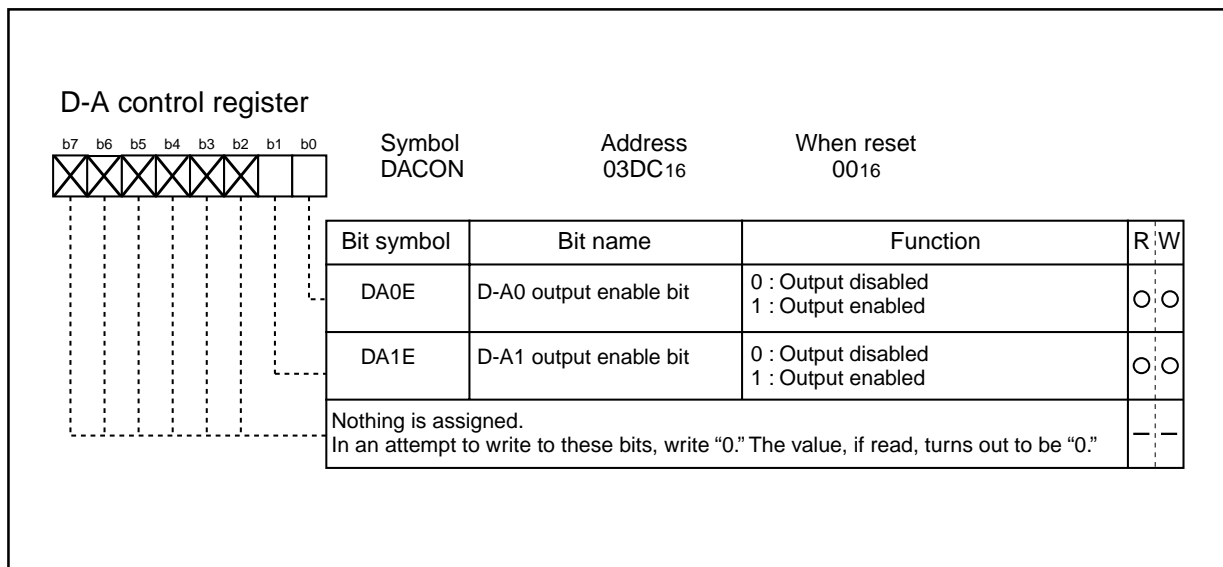 D-A control register
b7 b6 b5 b4 b3 b2 b1 b0
Symbol Address When reset
DACON 03DC16 0016
Bit symbol Bit name Function R W
DA0E D-A0 output enable bit 0 : Output disabled
1 : Output enabled
DA1E D-A1 output enable bit 0 : Output disabled
1 : Output enabled
Nothing is assigned.
In an attempt to write to these bits, write “0.” The value, if read, turns out to be “0.”